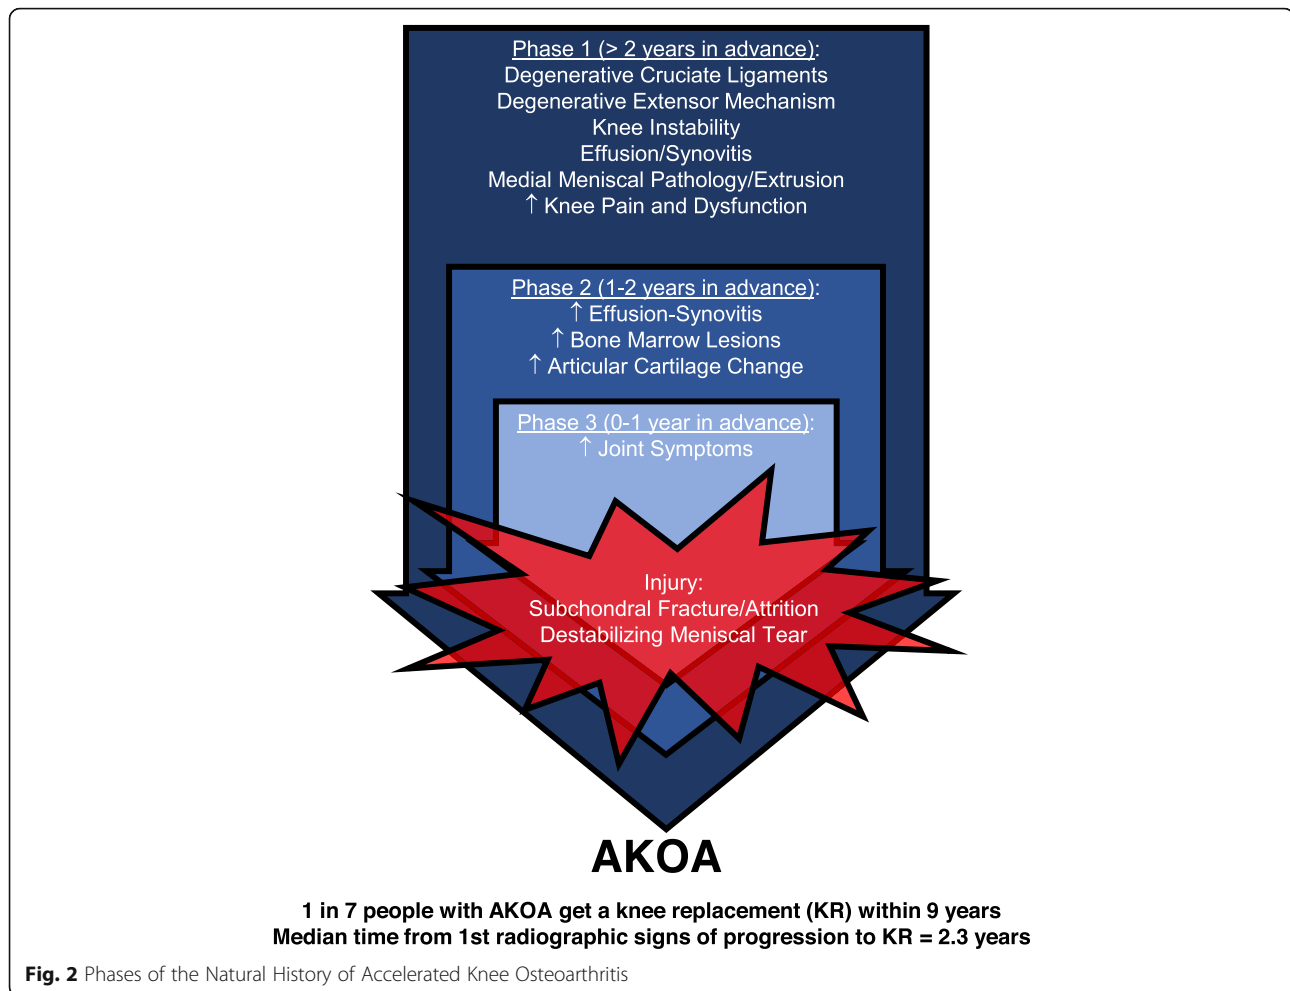 Phase 1 (> 2 years in advance):
Degenerative Cruciate Ligaments
Degenerative Extensor Mechanism
Knee Instability
Effusion/Synovitis
Medial Meniscal Pathology/Extrusion
↑ Knee Pain and Dysfunction
Phase 2 (1-2 years in advance):
↑ Effusion-Synovitis
↑ Bone Marrow Lesions
↑ Articular Cartilage Change
Phase 3 (0-1 year in advance):
↑ Joint Symptoms
Injury:
Subchondral Fracture/Attrition
Destabilizing Meniscal Tear
AKOA
1 in 7 people with AKOA get a knee replacement (KR) within 9 years
Median time from 1st radiographic signs of progression to KR = 2.3 years
Fig. 2 Phases of the Natural History of Accelerated Knee Osteoarthritis